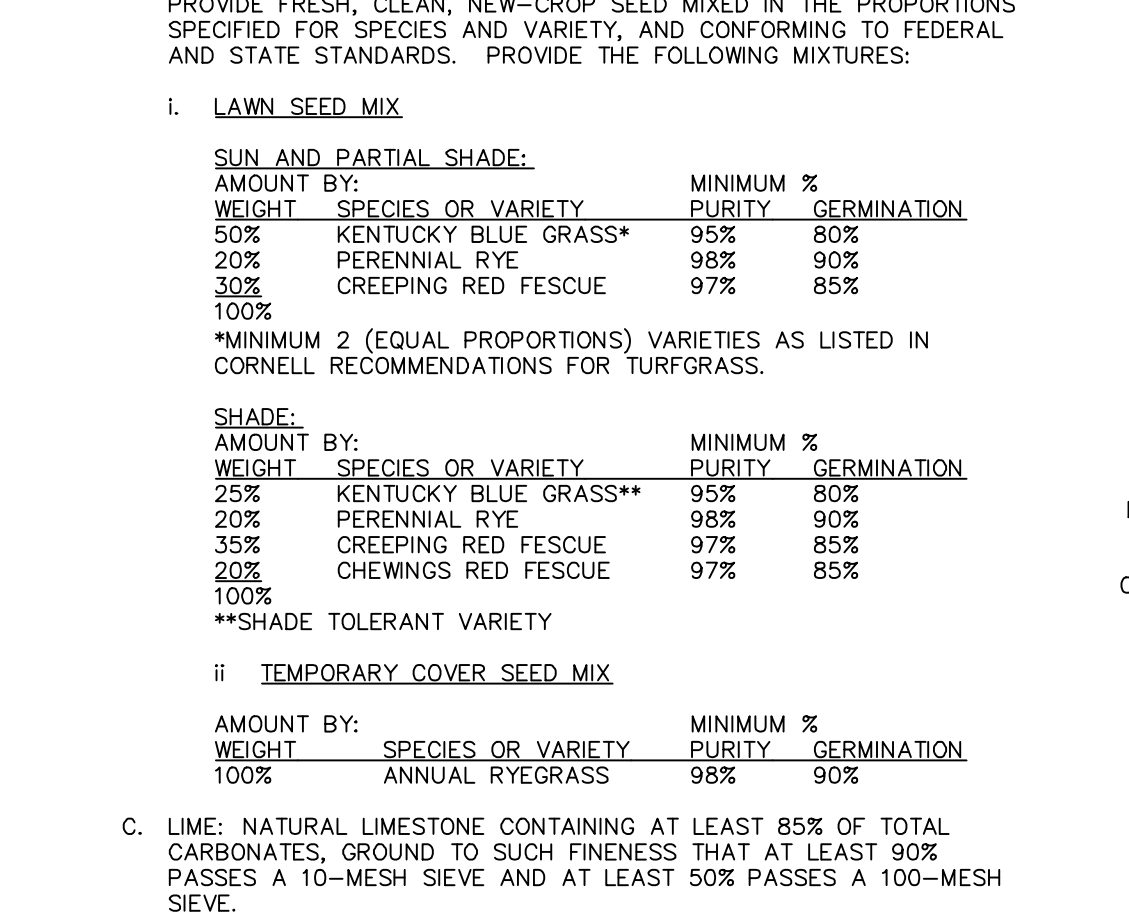 PROVIDE FRESH, CLEAN, NEW-CROP SEED MIXED IN THE PROPORTIONS
SPECIFIED FOR SPECIES AND VARIETY, AND CONFORMING TO FEDERAL
AND STATE STANDARDS. PROVIDE THE FOLLOWING MIXTURES:
i. LAWN SEED MIX
SUN AND PARTIAL SHADE:
AMOUNT BY: MINIMUM %
WEIGHT SPECIES OR VARIETY PURITY GERMINATION
50% KENTUCKY BLUE GRASS* 95% 80%
20% PERENNIAL RYE 98% 90%
30% CREEPING RED FESCUE 97% 85%
100%
*MINIMUM 2 (EQUAL PROPORTIONS) VARIETIES AS LISTED IN
CORNELL RECOMMENDATIONS FOR TURFGRASS.
SHADE:
AMOUNT BY: MINIMUM %
WEIGHT SPECIES OR VARIETY PURITY GERMINATION
25% KENTUCKY BLUE GRASS** 95% 80%
20% PERENNIAL RYE 98% 90%
35% CREEPING RED FESCUE 97% 85%
20% CHEWINGS RED FESCUE 97% 85%
100%
**SHADE TOLERANT VARIETY
ii TEMPORARY COVER SEED MIX
AMOUNT BY: MINIMUM %
WEIGHT SPECIES OR VARIETY PURITY GERMINATION
100% ANNUAL RYEGRASS 98% 90%
C. LIME: NATURAL LIMESTONE CONTAINING AT LEAST 85% OF TOTAL
CARBONATES, GROUND TO SUCH FINENESS THAT AT LEAST 90%
PASSES A 10-MESH SIEVE AND AT LEAST 50% PASSES A 100-MESH
SIEVE.